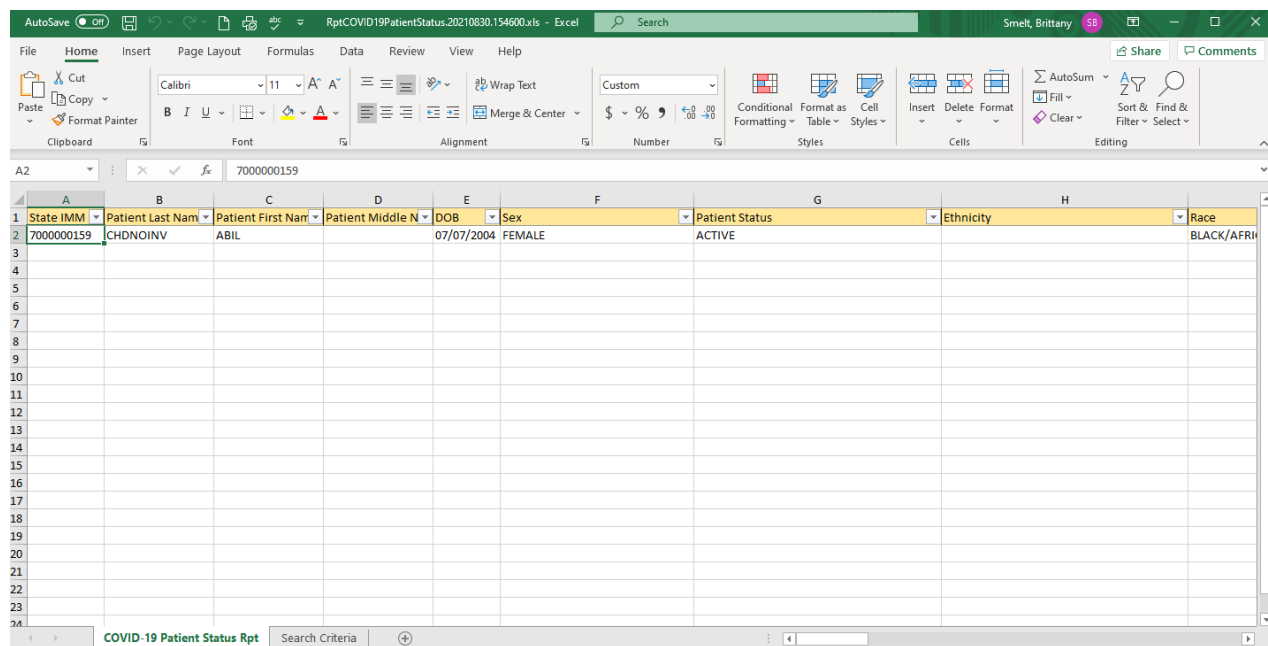 AutoSave Off abc RptCOVID19PatientStatus.20210830.154600.xls - Excel Search Smelt, Brittany SB
File Home Insert Page Layout Formulas Data Review View Help Share Comments
Paste Cut Copy Format Painter
Calibri 11 A A
B I U A
ab Wrap Text
Merge & Center
Custom
$ % 9 .00 .00
Conditional Formatting Format as Table Cell Styles
Insert Delete Format
AutoSum Fill Clear
Sort & Filter Find & Select
Clipboard Font Alignment Number Styles Cells Editing
A2 fx 7000000159
A B C D E F G H
1 State IMM Patient Last Nam Patient First Nam Patient Middle N DOB Sex Patient Status Ethnicity Race
2 7000000159 CHDNOINV ABIL 07/07/2004 FEMALE ACTIVE BLACK/AFRI
3
4
5
6
7
8
9
10
11
12
13
14
15
16
17
18
19
20
21
22
23
24
COVID-19 Patient Status Rpt Search Criteria